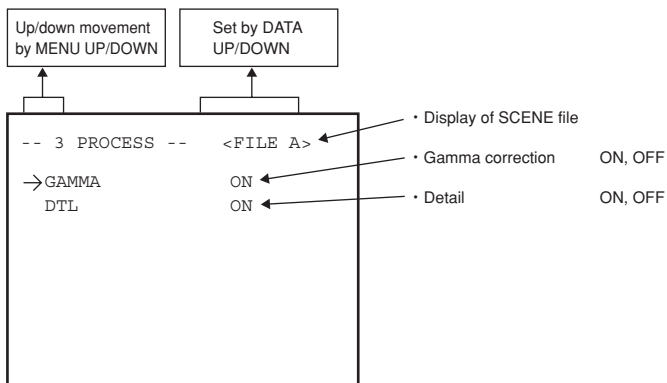 Up/down movement
by MENU UP/DOWN
Set by DATA
UP/DOWN
-- 3 PROCESS -- <FILE A>
→GAMMA ON
DTL ON
・Display of SCENE file
・Gamma correction ON, OFF
・Detail ON, OFF